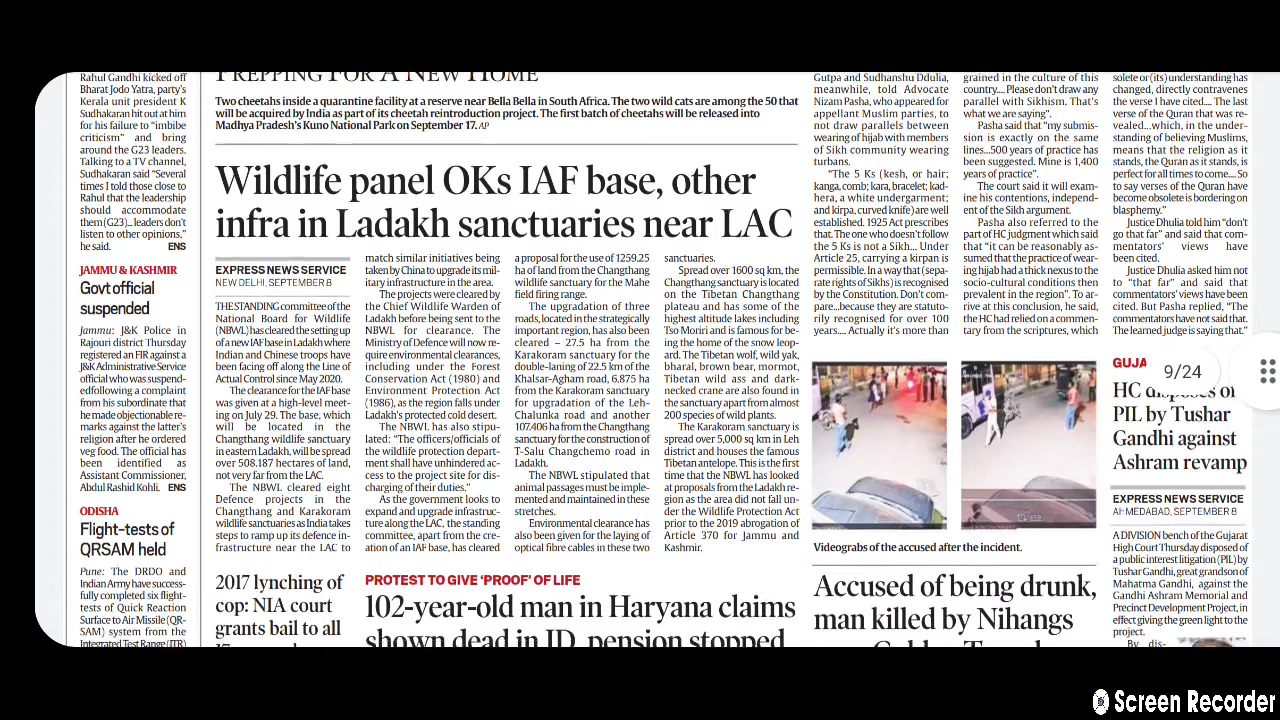 Rahul Gandhi kicked off
Bharat Jodo Yatra, party's
Kerala unit president K
Sudhakaran hit out at him
for his failure to "imbibe
criticism" and bring
around the G23 leaders.
Talking to a TV channel,
Sudhakaran said "Several
times I told those close to
Rahul that the leadership
should accommodate
them (G23)... leaders don't
listen to other opinions,"
he said. ENS
JAMMU & KASHMIR
Govt official
suspended
Jammu: J&K Police in
Rajouri district Thursday
registered an FIR against a
J&K Administrative Service
official who was suspend-
ed following a complaint
from his subordinate that
he made objectionable re-
marks against the latter's
religion after he ordered
veg food. The official has
been identified as
Assistant Commissioner,
Abdul Rashid Kohli. ENS
ODISHA
Flight-tests of
QRSAM held
Pune: The DRDO and
Indian Army have success-
fully completed six flight-
tests of Quick Reaction
Surface to Air Missile (QR-
SAM) system from the
Integrated Test Range (ITR)
PREPPING FOR A NEW HOME
Two cheetahs inside a quarantine facility at a reserve near Bella Bella in South Africa. The two wild cats are among the 50 that
will be acquired by India as part of its cheetah reintroduction project. The first batch of cheetahs will be released into
Madhya Pradesh's Kuno National Park on September 17. AP
Wildlife panel OKs IAF base, other
infra in Ladakh sanctuaries near LAC
EXPRESS NEWS SERVICE
NEW DELHI, SEPTEMBER 8
THE STANDING committee of the
National Board for Wildlife
(NBWL) has cleared the setting up
of a new IAF base in Ladakh where
Indian and Chinese troops have
been facing off along the Line of
Actual Control since May 2020.
The clearance for the IAF base
was given at a high-level meet-
ing on July 29. The base, which
will be located in the
Changthang wildlife sanctuary
in eastern Ladakh, will be spread
over 508.187 hectares of land,
not very far from the LAC.
The NBWL cleared eight
Defence projects in the
Changthang and Karakoram
wildlife sanctuaries as India takes
steps to ramp up its defence in-
frastructure near the LAC to
match similar initiatives being
taken by China to upgrade its mil-
itary infrastructure in the area.
The projects were cleared by
the Chief Wildlife Warden of
Ladakh before being sent to the
NBWL for clearance. The
Ministry of Defence will now re-
quire environmental clearances,
including under the Forest
Conservation Act (1980) and
Environment Protection Act
(1986), as the region falls under
Ladakh's protected cold desert.
The NBWL has also stipu-
lated: "The officers/officials of
the wildlife protection depart-
ment shall have unhindered ac-
cess to the project site for dis-
charging of their duties."
As the government looks to
expand and upgrade infrastruc-
ture along the LAC, the standing
committee, apart from the cre-
ation of an IAF base, has cleared
a proposal for the use of 1259.25
ha of land from the Changthang
wildlife sanctuary for the Mahe
field firing range.
The upgradation of three
roads, located in the strategically
important region, has also been
cleared – 27.5 ha from the
Karakoram sanctuary for the
double-laning of 22.5 km of the
Khalsar-Agham road, 6.875 ha
from the Karakoram sanctuary
for upgradation of the Leh-
Chalunka road and another
107.406 ha from the Changthang
sanctuary for the construction of
T-Salu Changchemo road in
Ladakh.
The NBWL stipulated that
animal passages must be imple-
mented and maintained in these
stretches.
Environmental clearance has
also been given for the laying of
optical fibre cables in these two
sanctuaries.
Spread over 1600 sq km, the
Changthang sanctuary is located
on the Tibetan Changthang
plateau and has some of the
highest altitude lakes including
Tso Moriri and is famous for be-
ing the home of the snow leop-
ard. The Tibetan wolf, wild yak,
bharal, brown bear, mormot,
Tibetan wild ass and dark-
necked crane are also found in
the sanctuary apart from almost
200 species of wild plants.
The Karakoram sanctuary is
spread over 5,000 sq km in Leh
district and houses the famous
Tibetan antelope. This is the first
time that the NBWL has looked
at proposals from the Ladakh re-
gion as the area did not fall un-
der the Wildlife Protection Act
prior to the 2019 abrogation of
Article 370 for Jammu and
Kashmir.
2017 lynching of
cop: NIA court
grants bail to all
PROTEST TO GIVE 'PROOF' OF LIFE
102-year-old man in Haryana claims
shown dead in ID, pension stopped
Gutpa and Sudhanshu Ddulia,
meanwhile, told Advocate
Nizam Pasha, who appeared for
appellant Muslim parties, to
not draw parallels between
wearing of hijab with members
of Sikh community wearing
turbans.
"The 5 Ks (kesh, or hair;
kanga, comb; kara, bracelet; kad-
hera, a white undergarment;
and kirpa, curved knife) are well
established. 1925 Act prescribes
that. The one who doesn't follow
the 5 Ks is not a Sikh... Under
Article 25, carrying a kirpan is
permissible. In a way that (sepa-
rate rights of Sikhs) is recognised
by the Constitution. Don't com-
pare...because they are statuto-
rily recognised for over 100
years.... Actually it's more than
grained in the culture of this
country.... Please don't draw any
parallel with Sikhism. That's
what we are saying".
Pasha said that "my submis-
sion is exactly on the same
lines...500 years of practice has
been suggested. Mine is 1,400
years of practice".
The court said it will exam-
ine his contentions, independ-
ent of the Sikh argument.
Pasha also referred to the
part of HC judgment which said
that "it can be reasonably as-
sumed that the practice of wear-
ing hijab had a thick nexus to the
socio-cultural conditions then
prevalent in the region". To ar-
rive at this conclusion, he said,
the HC had relied on a commen-
tary from the scriptures, which
solete or(its) understanding has
changed, directly contravenes
the verse I have cited.... The last
verse of the Quran that was re-
vealed...which, in the under-
standing of believing Muslims,
means that the religion as it
stands, the Quran as it stands, is
perfect for all times to come.... So
to say verses of the Quran have
become obsolete is bordering on
blasphemy."
Justice Dhulia told him "don't
go that far" and said that com-
mentators' views have
been cited.
Justice Dhulia asked him not
to "that far" and said that
commentators' views have been
cited. But Pasha replied, "The
commentators have not said that.
The learned judge is saying that."
Videograbs of the accused after the incident.
Accused of being drunk,
man killed by Nihangs
GUJA
9/24
HC disposes of
PIL by Tushar
Gandhi against
Ashram revamp
EXPRESS NEWS SERVICE
AHMEDABAD, SEPTEMBER 8
A DIVISION bench of the Gujarat
High Court Thursday disposed of
a public interest litigation (PIL) by
Tushar Gandhi, great grandson of
Mahatma Gandhi, against the
Gandhi Ashram Memorial and
Precinct Development Project, in
effect giving the green light to the
project.
By dis-
Screen Recorder